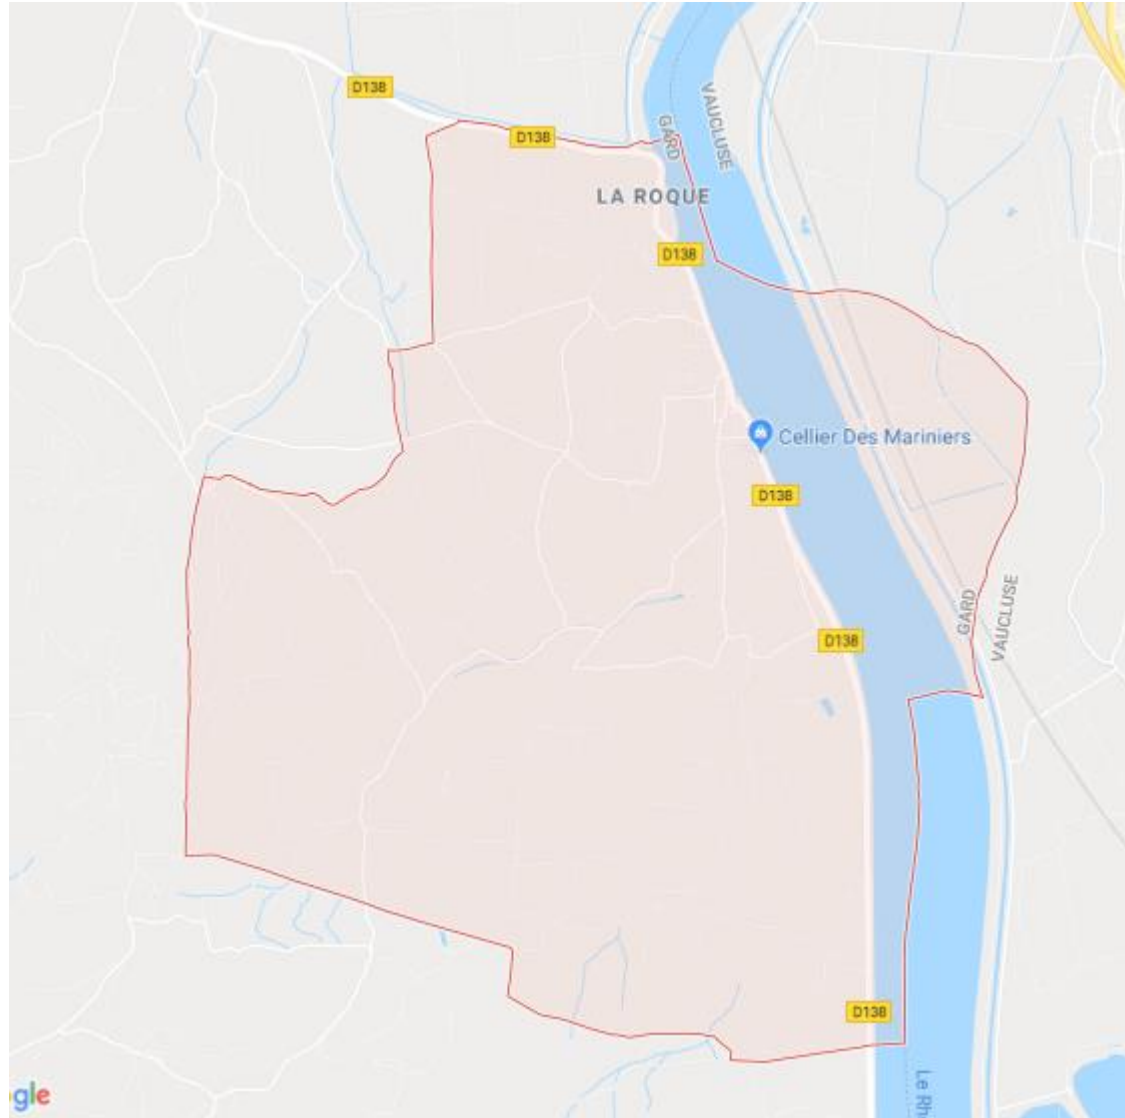 D138
VAUCLUSE
GARD
D138
LA ROQUE
D138
Cellier Des Mariniers
D138
GARD
VAUCLUSE
D138
D138
Le Rh
gle